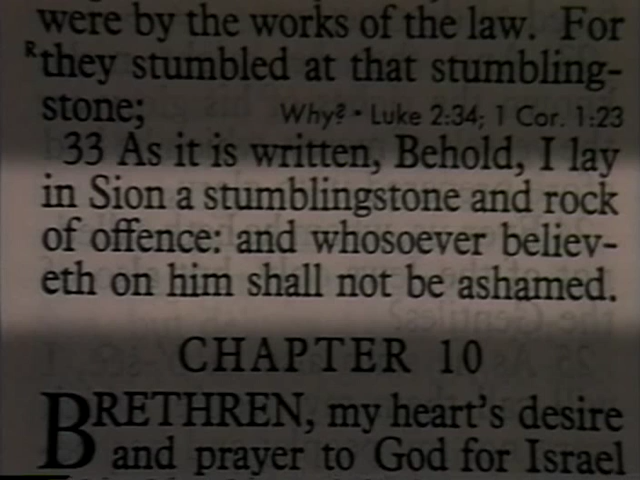 were by the works of the law. For
Rthey stumbled at that stumbling-
stone; Why? • Luke 2:34; 1 Cor. 1:23
33 As it is written, Behold, I lay
in Sion a stumblingstone and rock
of offence: and whosoever believ-
eth on him shall not be ashamed.
CHAPTER 10
BRETHREN, my heart's desire
and prayer to God for Israel